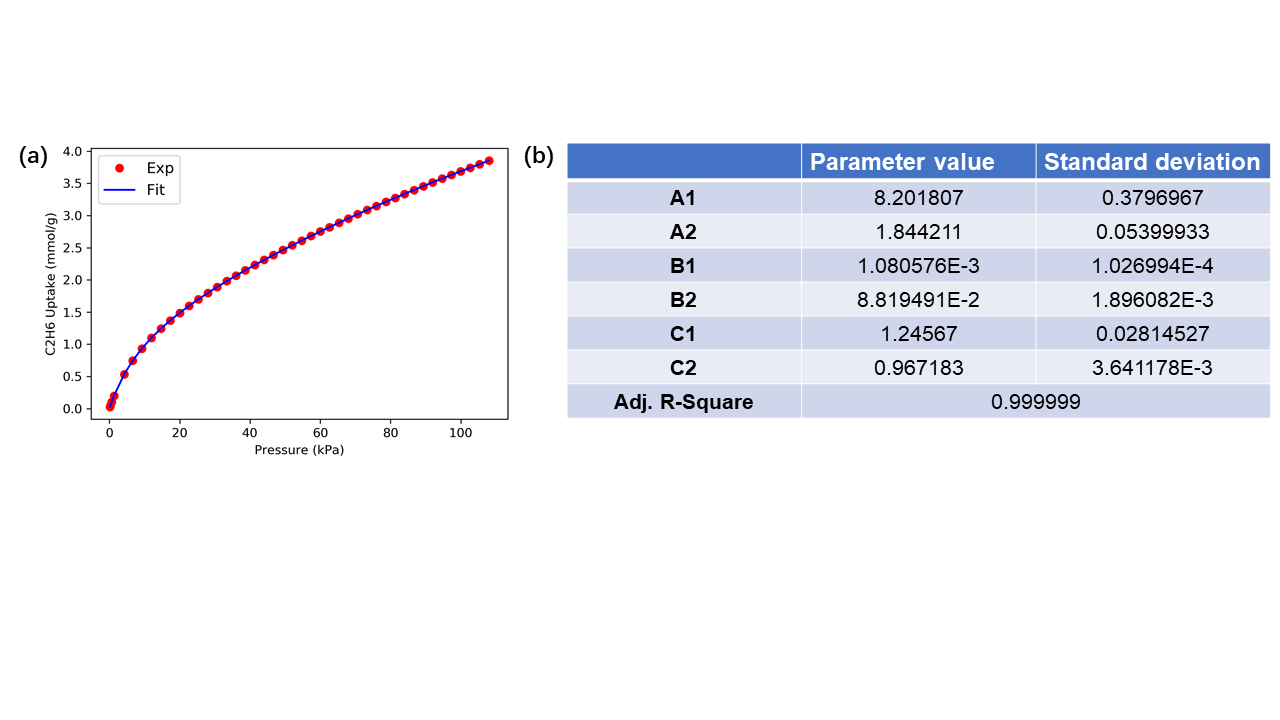 (a)
4.0
3.5
3.0
2.5
2.0
1.5
1.0
0.5
0.0
C2H6 Uptake (mmol/g)
Exp
Fit
0 20 40 60 80 100
Pressure (kPa)
(b)
Parameter value Standard deviation
A1 8.201807 0.3796967
A2 1.844211 0.05399933
B1 1.080576E-3 1.026994E-4
B2 8.819491E-2 1.896082E-3
C1 1.24567 0.02814527
C2 0.967183 3.641178E-3
Adj. R-Square 0.999999